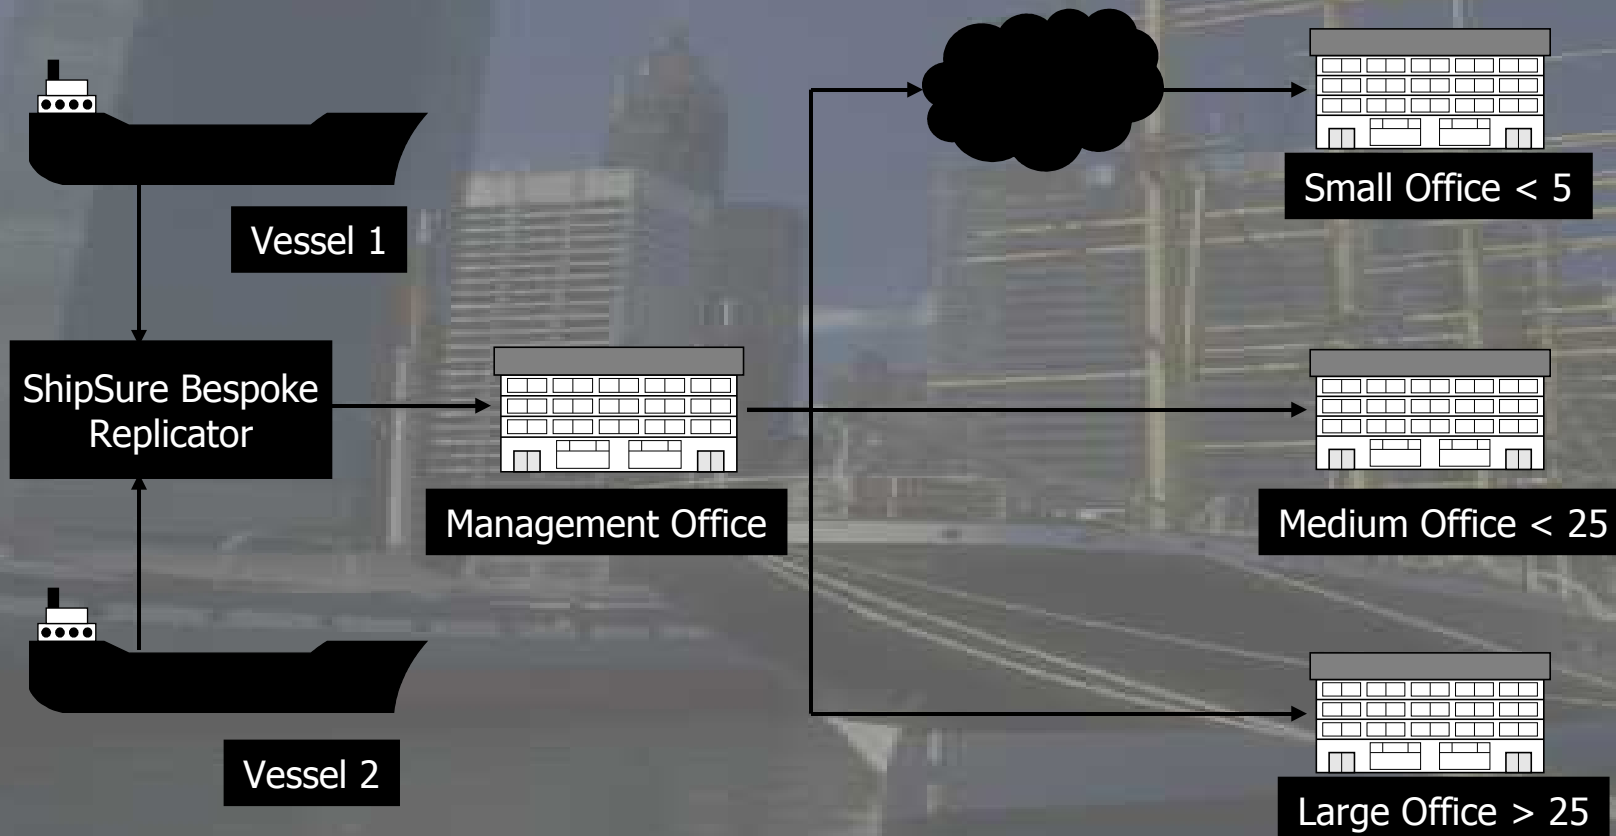 Small Office < 5
Vessel 1
ShipSure Bespoke
Replicator
Management Office
Medium Office < 25
Vessel 2
Large Office > 25